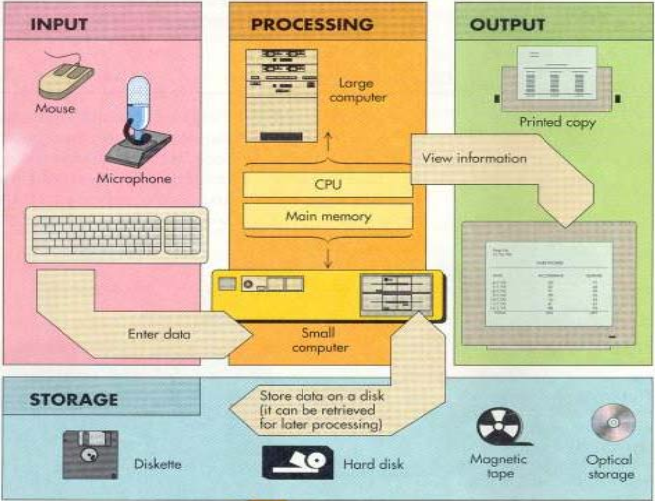 INPUT
PROCESSING
OUTPUT
Mouse
Microphone
Large
computer
Printed copy
View information
CPU
Main memory
Enter data
Small
computer
STORAGE
Store data on a disk
(it can be retrieved
for later processing)
Diskette
Hard disk
Magnetic
tape
Optical
storage